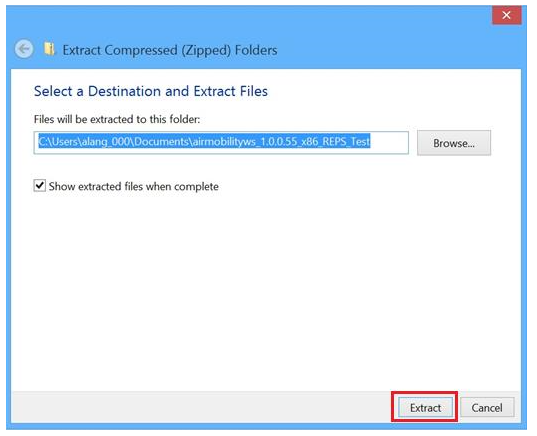 Extract Compressed (Zipped) Folders
Select a Destination and Extract Files
Files will be extracted to this folder:
C:\Users\alang_000\Documents\airmobilityws_1.0.0.55_x86_REPS_Test
Browse...
Show extracted files when complete
Extract
Cancel